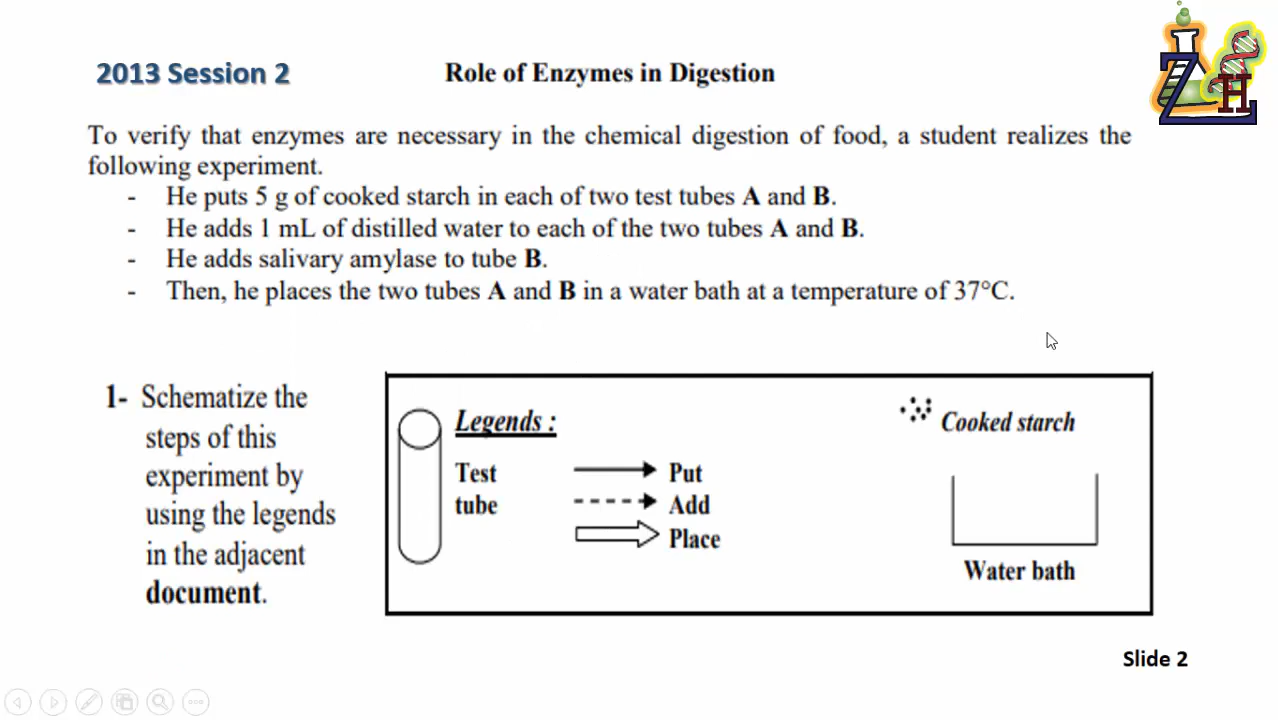 2013 Session 2
Role of Enzymes in Digestion
Z H
To verify that enzymes are necessary in the chemical digestion of food, a student realizes the
following experiment.
- He puts 5 g of cooked starch in each of two test tubes A and B.
- He adds 1 mL of distilled water to each of the two tubes A and B.
- He adds salivary amylase to tube B.
- Then, he places the two tubes A and B in a water bath at a temperature of 37°C.
1- Schematize the
steps of this
experiment by
using the legends
in the adjacent
document.
Legends :
Test
tube
Put
Add
Place
Cooked starch
Water bath
Slide 2